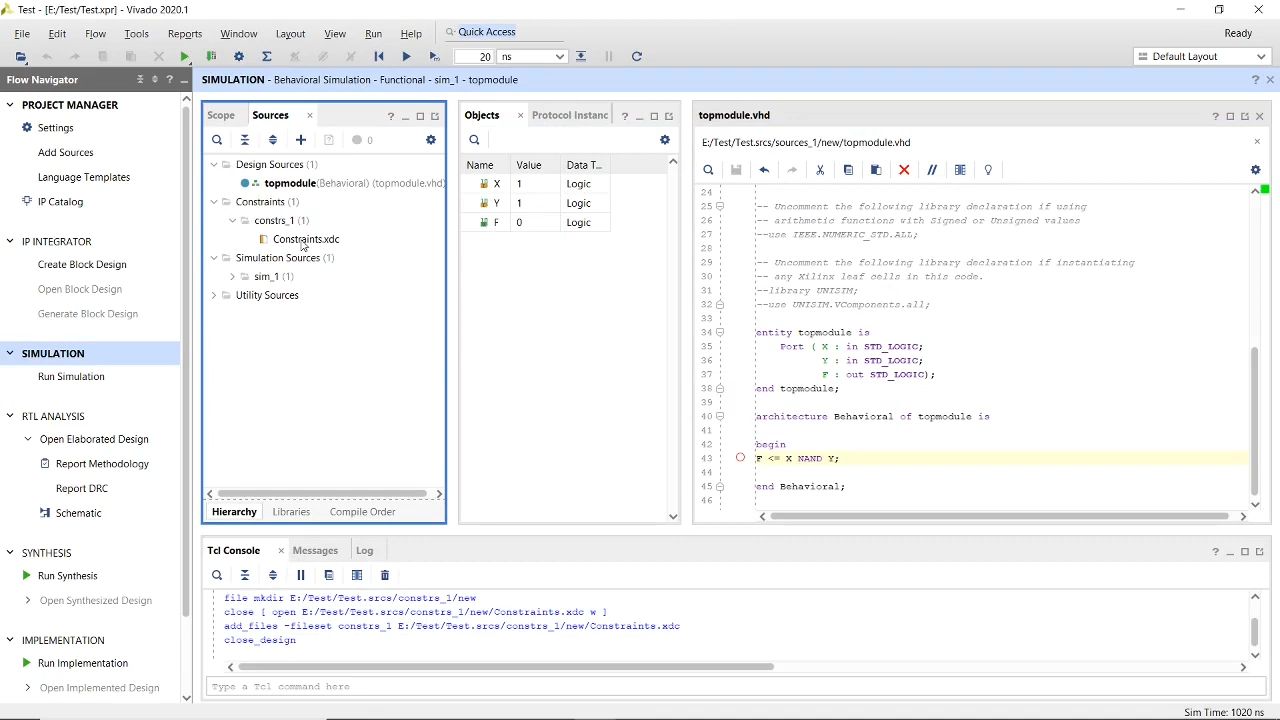 Test - [E:/Test/Test.xpr] - Vivado 2020.1
File Edit Flow Tools Reports Window Layout View Run Help Quick Access Ready
20 ns Default Layout
Flow Navigator
SIMULATION - Behavioral Simulation - Functional - sim_1 - topmodule
PROJECT MANAGER
Settings
Add Sources
Language Templates
IP Catalog
IP INTEGRATOR
Create Block Design
Open Block Design
Generate Block Design
SIMULATION
Run Simulation
RTL ANALYSIS
Open Elaborated Design
Report Methodology
Report DRC
Schematic
SYNTHESIS
Run Synthesis
Open Synthesized Design
IMPLEMENTATION
Run Implementation
Open Implemented Design
Scope Sources
0
Design Sources (1)
topmodule(Behavioral) (topmodule.vhd)
Constraints (1)
constrs_1 (1)
Constraints.xdc
Simulation Sources (1)
sim_1 (1)
Utility Sources
Hierarchy Libraries Compile Order
Objects Protocol Instanc
Name Value Data T...
X 1 Logic
Y 1 Logic
F 0 Logic
topmodule.vhd
E:/Test/Test.srcs/sources_1/new/topmodule.vhd
24
25 -- Uncomment the following library declaration if using
26 -- arithmetic functions with Signed or Unsigned values
27 --use IEEE.NUMERIC_STD.ALL;
28
29 -- Uncomment the following library declaration if instantiating
30 -- any Xilinx leaf cells in this code.
31 --library UNISIM;
32 --use UNISIM.VComponents.all;
33
34 entity topmodule is
35 Port ( X : in STD_LOGIC;
36 Y : in STD_LOGIC;
37 F : out STD_LOGIC);
38 end topmodule;
39
40 architecture Behavioral of topmodule is
41
42 begin
43 F <= X NAND Y;
44
45 end Behavioral;
46
Tcl Console Messages Log
file mkdir E:/Test/Test.srcs/constrs_1/new
close [ open E:/Test/Test.srcs/constrs_1/new/Constraints.xdc w ]
add_files -fileset constrs_1 E:/Test/Test.srcs/constrs_1/new/Constraints.xdc
close_design
Type a Tcl command here
Sim Time: 1020 ns